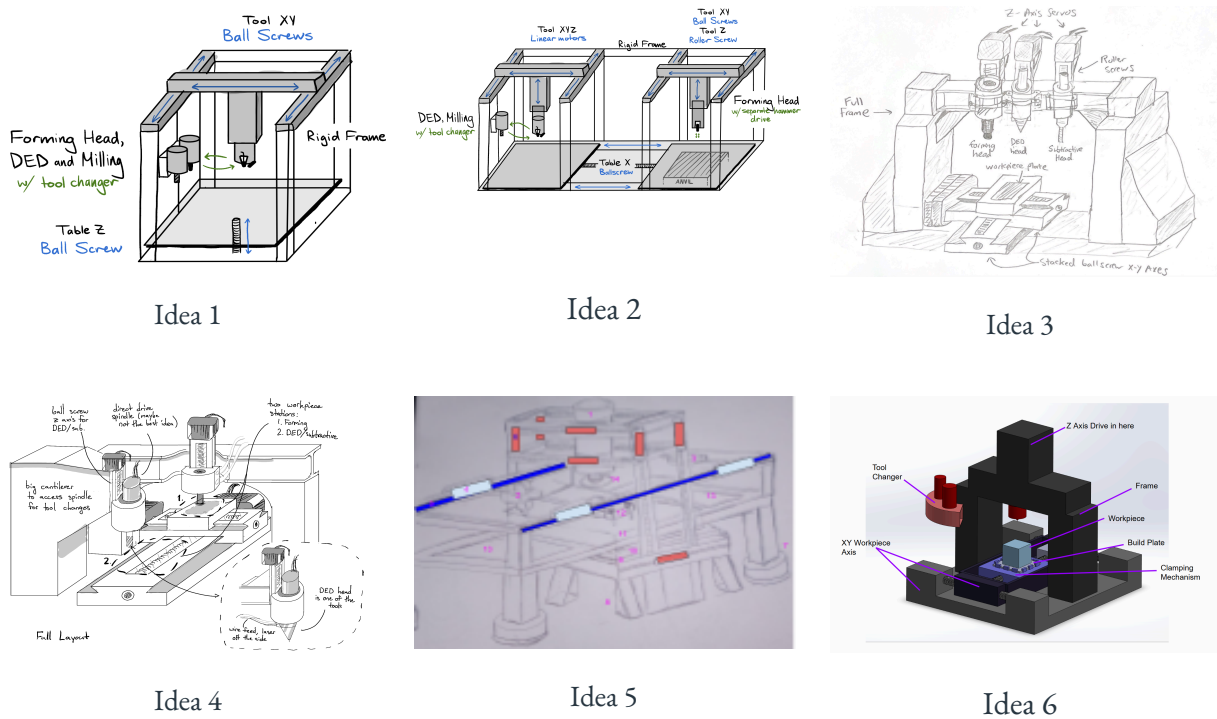 Tool XY
Ball Screws
Forming Head,
DED and Milling
w/ tool changer
Rigid Frame
Table Z
Ball Screw
Idea 1
Tool XYZ
Linear motors
Rigid Frame
Tool XY
Ball Screws
Tool Z
Roller Screw
DED, Milling
w/ tool changer
Forming Head
w/ separate hammer
drive
Table X
Ballscrew
ANVIL
Idea 2
Z-Axis Servos
Roller
screws
Full
Frame
forming
head
DED
head
Subtractive
head
workpiece plate
Stacked ballscrew X-Y Axes
Idea 3
ball screw
z axis for
DED/sub.
direct drive
spindle (maybe
not the best idea)
two workpiece
stations:
1. Forming
2. DED/subtractive
big cantilever
to access spindle
for tool changes
1.
2.
DED head
is one of the
tools
wire feed, laser
off the side
Full Layout
Idea 4
Idea 5
Z Axis Drive in here
Tool
Changer
Frame
Workpiece
XY Workpiece
Axis
Build Plate
Clamping
Mechanism
Idea 6